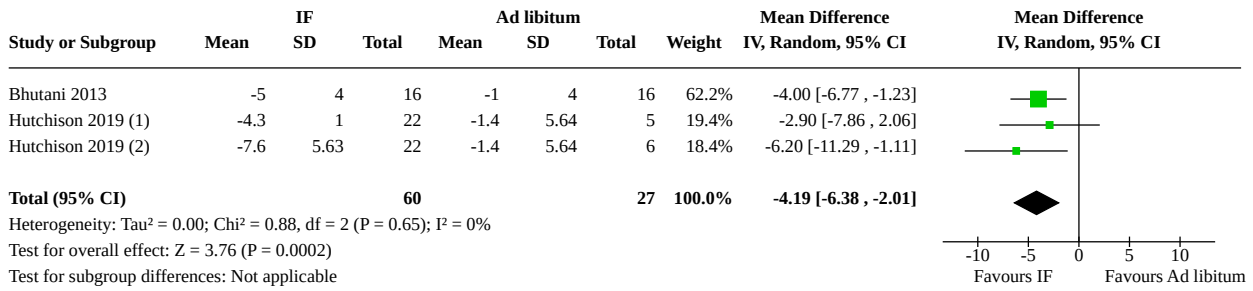 IF Ad libitum Mean Difference Mean Difference
Study or Subgroup Mean SD Total Mean SD Total Weight IV, Random, 95% CI IV, Random, 95% CI
Bhutani 2013 -5 4 16 -1 4 16 62.2% -4.00 [-6.77 , -1.23]
Hutchison 2019 (1) -4.3 1 22 -1.4 5.64 5 19.4% -2.90 [-7.86 , 2.06]
Hutchison 2019 (2) -7.6 5.63 22 -1.4 5.64 6 18.4% -6.20 [-11.29 , -1.11]
Total (95% CI) 60 27 100.0% -4.19 [-6.38 , -2.01]
Heterogeneity: Tau² = 0.00; Chi² = 0.88, df = 2 (P = 0.65); I² = 0%
Test for overall effect: Z = 3.76 (P = 0.0002)
Test for subgroup differences: Not applicable
-10 -5 0 5 10
Favours IF Favours Ad libitum